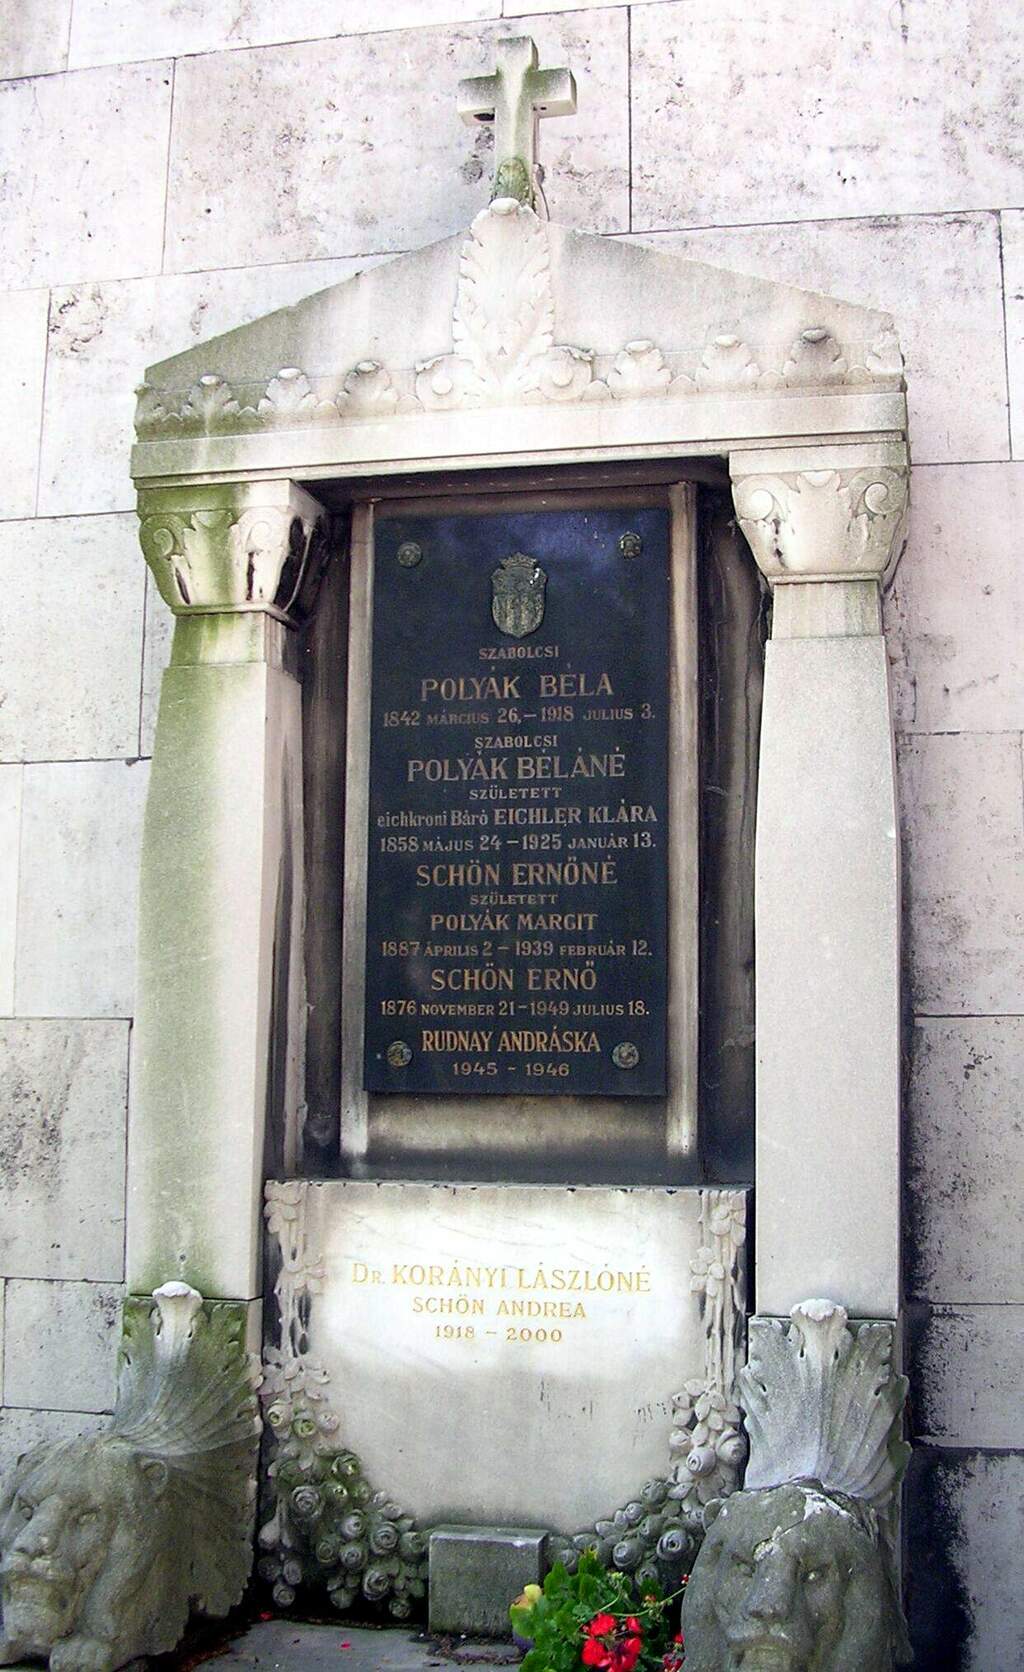 SZABOLCSI
POLYÁK BÉLA
1842 MÁRCIUS 26.–1918 JULIUS 3.
SZABOLCSI
POLYÁK BÉLÁNÉ
SZÜLETETT
eichkroni Báró EICHLER KLÁRA
1858 MÁJUS 24–1925 JANUÁR 13.
SCHÖN ERNŐNÉ
SZÜLETETT
POLYÁK MARGIT
1887 ÁPRILIS 2–1939 FEBRUÁR 12.
SCHÖN ERNŐ
1876 NOVEMBER 21–1949 JULIUS 18.
RUDNAY ANDRÁSKA
1945 - 1946
DR. KORÁNYI LÁSZLÓNÉ
SCHÖN ANDREA
1918 - 2000